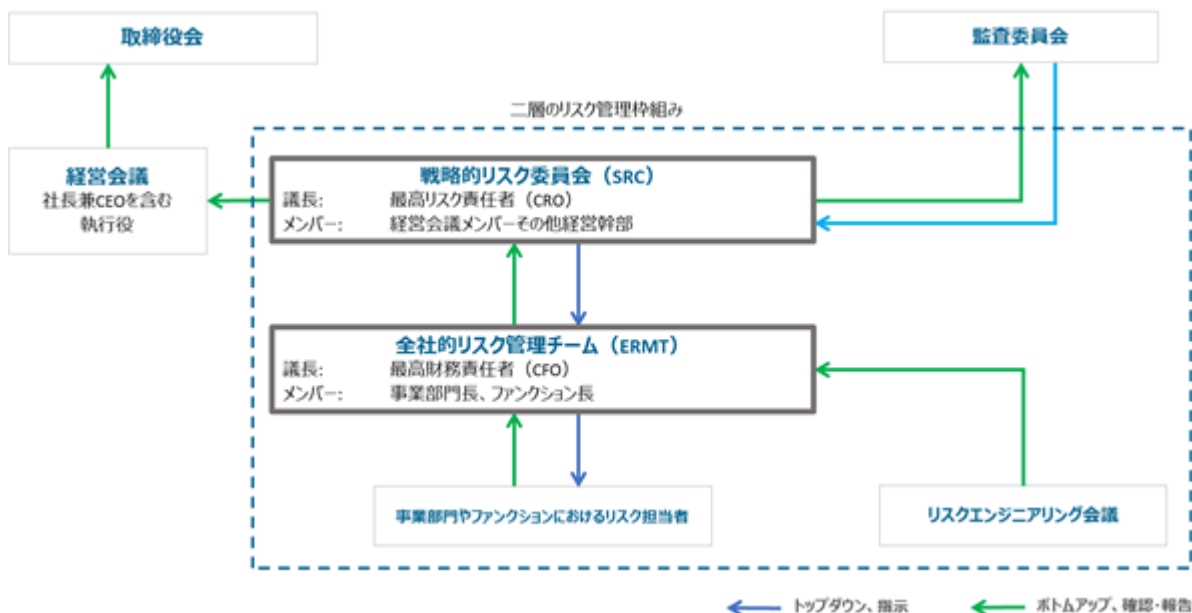 取締役会
監査委員会
二層のリスク管理枠組み
経営会議
社長兼CEOを含む
執行役
戦略的リスク委員会（SRC）
議長： 最高リスク責任者（CRO）
メンバー： 経営会議メンバーその他経営幹部
全社的リスク管理チーム（ERMT）
議長： 最高財務責任者（CFO）
メンバー： 事業部門長、ファンクション長
事業部門やファンクションにおけるリスク担当者
リスクエンジニアリング会議
トップダウン、指示
ボトムアップ、確認・報告